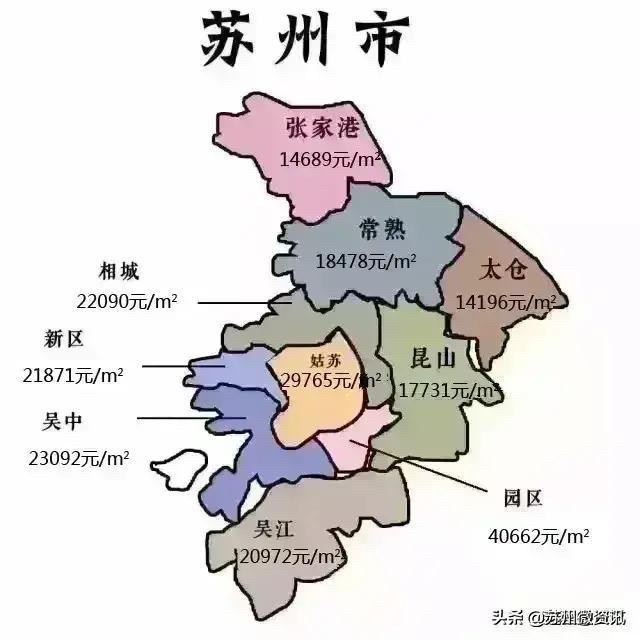 苏州市
张家港
14689元/m²
常熟
18478元/m²
太仓
14196元/m²
相城
22090元/m²
新区
21871元/m²
姑苏
29765元/m²
昆山
17731元/m²
吴中
23092元/m²
园区
40662元/m²
吴江
20972元/m²
头条 @苏州微资讯